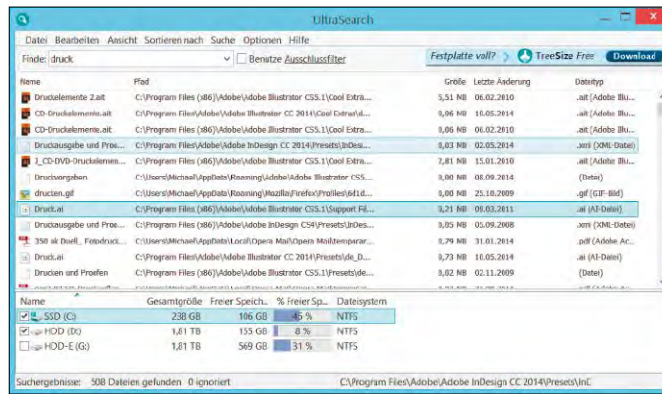 UltraSearch
Datei Bearbeiten Ansicht Sortieren nach Suche Optionen Hilfe
Finde: druck Benutze Ausschlussfilter Festplatte voll? TreeSize Free Download
Name Pfad Größe Letzte Änderung Dateityp
Druckelemente 2.ait C:\Program Files (x86)\Adobe\Adobe Illustrator CS5.1\Cool Extra... 5,51 MB 06.02.2010 .ait (Adobe Illu...
CD-Druckelemente.ait C:\Program Files\Adobe\Adobe Illustrator CC 2014\Cool Extras\d... 0,06 MB 16.05.2014 .ait (Adobe Illu...
CD-Druckelemente.ait C:\Program Files (x86)\Adobe\Adobe Illustrator CS5.1\Cool Extra... 0,06 MB 06.02.2010 .ait (Adobe Illu...
Druckausgabe und Proe... C:\Program Files\Adobe\Adobe InDesign CC 2014\Presets\InDesi... 0,03 MB 02.05.2014 .xml (XML-Datei)
J_CD-DVD-Druckelemen... C:\Program Files (x86)\Adobe\Adobe Illustrator CS5.1\Cool Extra... 2,81 MB 15.01.2010 .ait (Adobe Illu...
Druckvorgaben C:\Users\Michael\AppData\Roaming\Adobe\Adobe Illustrator CS5.... 0,00 MB 08.09.2014 (Datei)
drucken.gif C:\Users\Michael\AppData\Roaming\Mozilla\Firefox\Profiles\6f1d... 0,00 MB 25.10.2009 .gif (GIF-Bild)
Druck.ai C:\Program Files (x86)\Adobe\Adobe Illustrator CS5.1\Support Fil... 0,21 MB 09.03.2011 .ai (AI-Datei)
Druckausgabe und Proe... C:\Program Files (x86)\Adobe\Adobe InDesign CS4\Presets\InDes... 0,05 MB 05.09.2008 .xml (XML-Datei)
350 ak Duell_ Fotodruck... C:\Users\Michael\AppData\Local\Opera Mail\Opera Mail\temporar... 0,79 MB 31.01.2014 .pdf (Adobe Ac...
Druck.ai C:\Program Files\Adobe\Adobe Illustrator CC 2014\Presets\de_D... 0,73 MB 16.05.2014 .ai (AI-Datei)
Drucken und Proefen C:\Program Files (x86)\Adobe\Adobe Illustrator CS5.1\Presets\de... 0,02 MB 02.11.2009 (Datei)
Name Gesamtgröße Freier Speich... % Freier Sp... Dateisystem
SSD (C:) 238 GB 106 GB 45 % NTFS
HDD (D:) 1,81 TB 155 GB 8 % NTFS
HDD-E (G:) 1,81 TB 569 GB 31 % NTFS
Suchergebnisse: 508 Dateien gefunden 0 ignoriert C:\Program Files\Adobe\Adobe InDesign CC 2014\Presets\InC